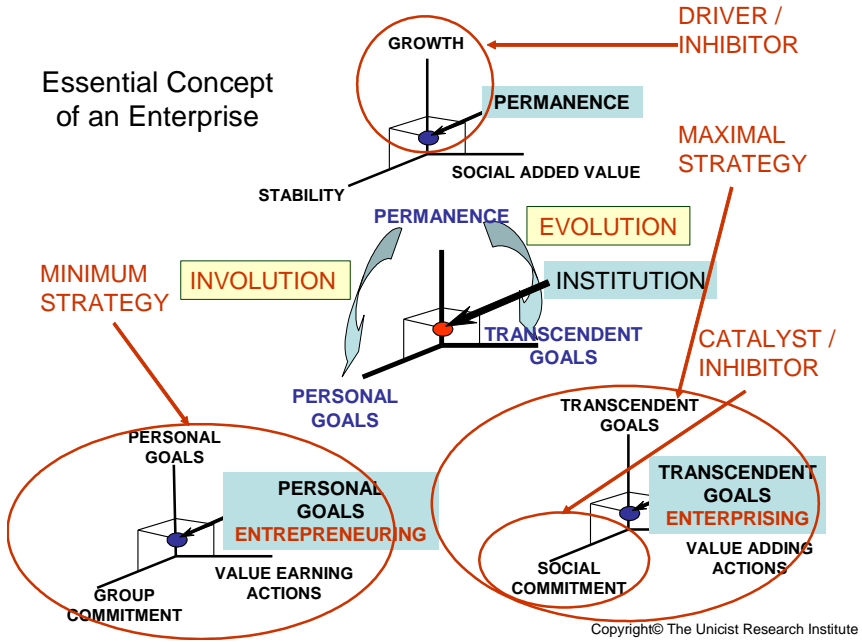 DRIVER /
INHIBITOR
GROWTH
Essential Concept
of an Enterprise
PERMANENCE
MAXIMAL
STRATEGY
SOCIAL ADDED VALUE
STABILITY
PERMANENCE
EVOLUTION
MINIMUM
STRATEGY
INVOLUTION
INSTITUTION
TRANSCENDENT
GOALS
CATALYST /
INHIBITOR
PERSONAL
GOALS
TRANSCENDENT
GOALS
PERSONAL
GOALS
PERSONAL
GOALS
ENTREPRENEURING
TRANSCENDENT
GOALS
ENTERPRISING
GROUP
COMMITMENT
VALUE EARNING
ACTIONS
SOCIAL
COMMITMENT
VALUE ADDING
ACTIONS
Copyright© The Unicist Research Institute